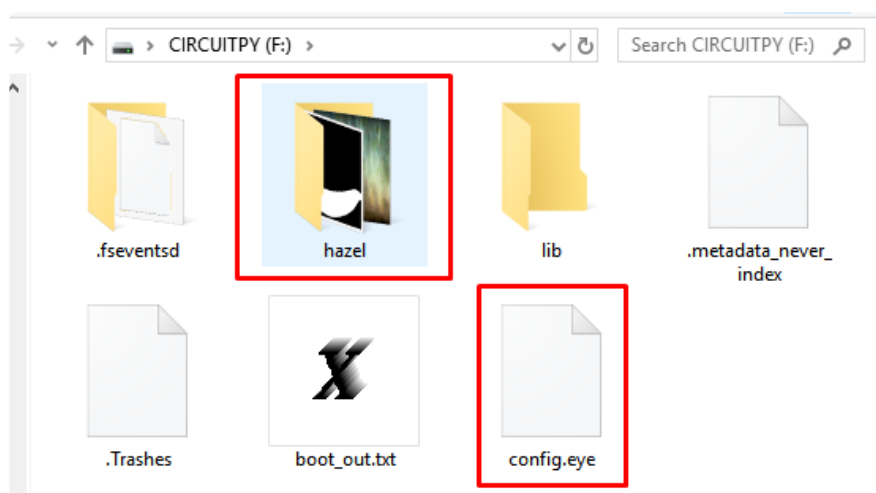 CIRCUITPY (F:)
Search CIRCUITPY (F:)
.fseventsd
hazel
lib
.metadata_never_
index
.Trashes
boot_out.txt
config.eye